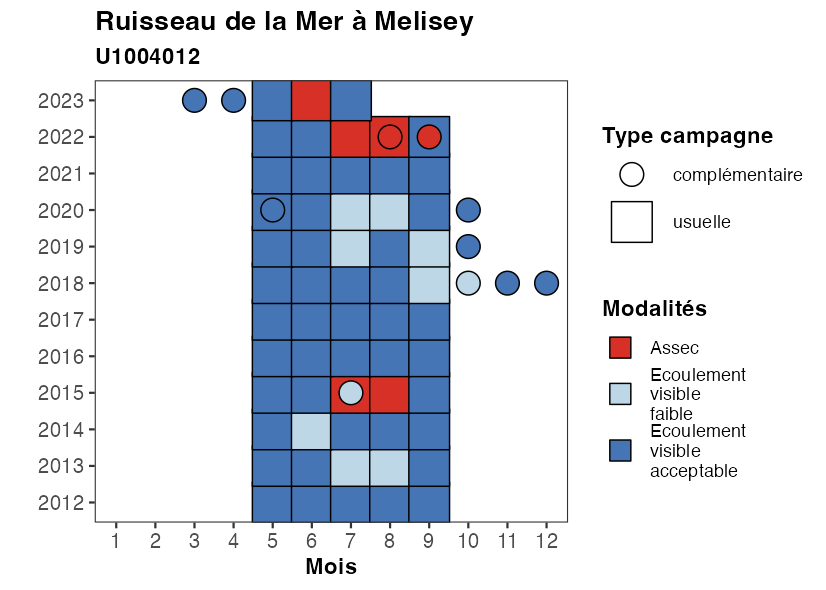 Ruisseau de la Mer à Melisey
U1004012
2023
2022
2021
2020
2019
2018
2017
2016
2015
2014
2013
2012
1 2 3 4 5 6 7 8 9 10 11 12
Mois
Type campagne
complémentaire
usuelle
Modalités
Assec
Ecoulement
visible
faible
Ecoulement
visible
acceptable